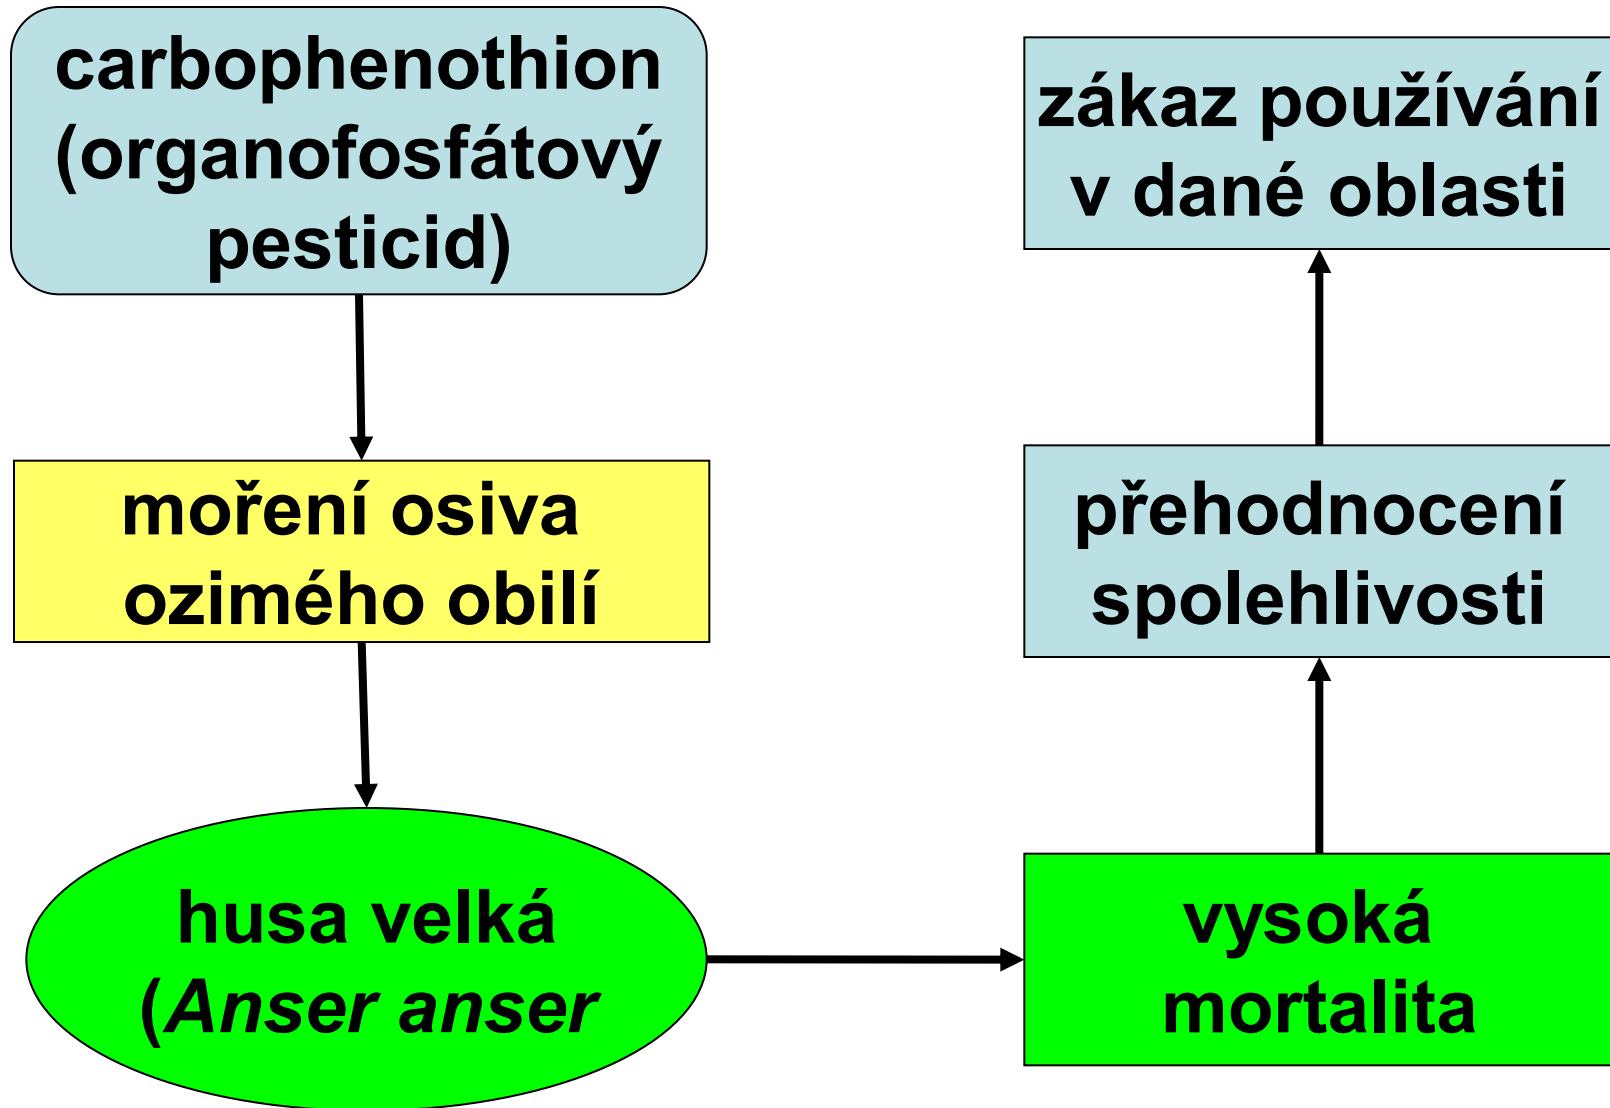 carbophenothion
(organofosfátový
pesticid)
moření osiva
ozimého obilí
husa velká
(Anser anser
vysoká
mortalita
přehodnocení
spolehlivosti
zákaz používání
v dané oblasti